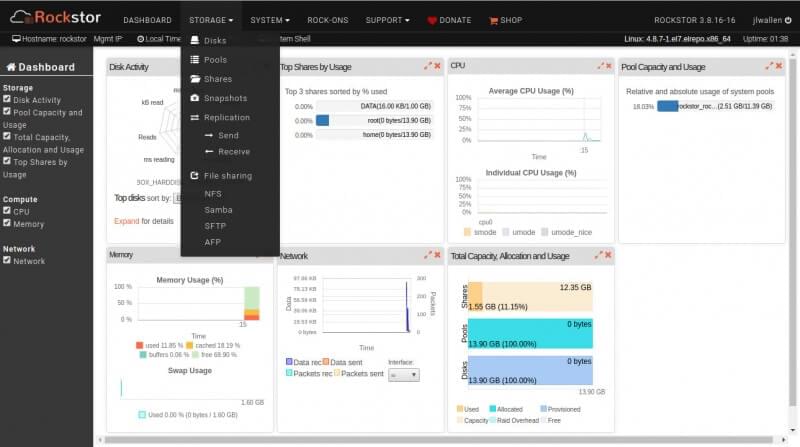 Rockstor
DASHBOARD STORAGE SYSTEM ROCK-ONS SUPPORT DONATE SHOP ROCKSTOR 3.8.16-16 jlwallen
Hostname: rockstor Mgmt IP: Local Time System Shell Linux: 4.8.7-1.el7.elrepo.x86_64 Uptime: 01:38
Dashboard
Storage
Disk Activity
Pool Capacity and
Usage
Total Capacity,
Allocation and Usage
Top Shares by
Usage
Compute
CPU
Memory
Network
Network
Disks
Pools
Shares
Snapshots
Replication
Send
Receive
File sharing
NFS
Samba
SFTP
AFP
Disk Activity
kB read
Reads
ms reading
Top disks sort by:
Expand for details
Top Shares by Usage
Top 3 shares sorted by % used
0.00% DATA(16.00 KB/1.00 GB)
0.00% root(0 bytes/13.90 GB)
0.00% home(0 bytes/13.90 GB)
CPU
Average CPU Usage (%)
100%
75%
50%
25%
0%
:15
Time
Individual CPU Usage (%)
100%
75%
50%
25%
0%
cpu0
smode umode umode_nice
Pool Capacity and Usage
Relative and absolute usage of system pools
18.03% rockstor_roc...(2.51 GB/11.39 GB)
Memory
Memory Usage (%)
100 %
50 %
0 %
:15
Time
used 11.85 % cached 18.19 %
buffers 0.06 % free 69.90 %
Swap Usage
1.60 GB
Used 0.00 % (0 bytes / 1.60 GB)
Network
97.66 KB
78.13 KB
58.59 KB
39.06 KB
19.53 KB
0 bytes
Data
300
200
100
0
Packets
Time
Data rec Data sent
Packets rec Packets sent
Interface:
Total Capacity, Allocation and Usage
Shares
12.35 GB
1.55 GB (11.15%)
Pools
0 bytes
13.90 GB (100.00%)
Disks
0 bytes
13.90 GB (100.00%)
13.90 GB
Used Allocated Provisioned
Capacity Raid Overhead Free